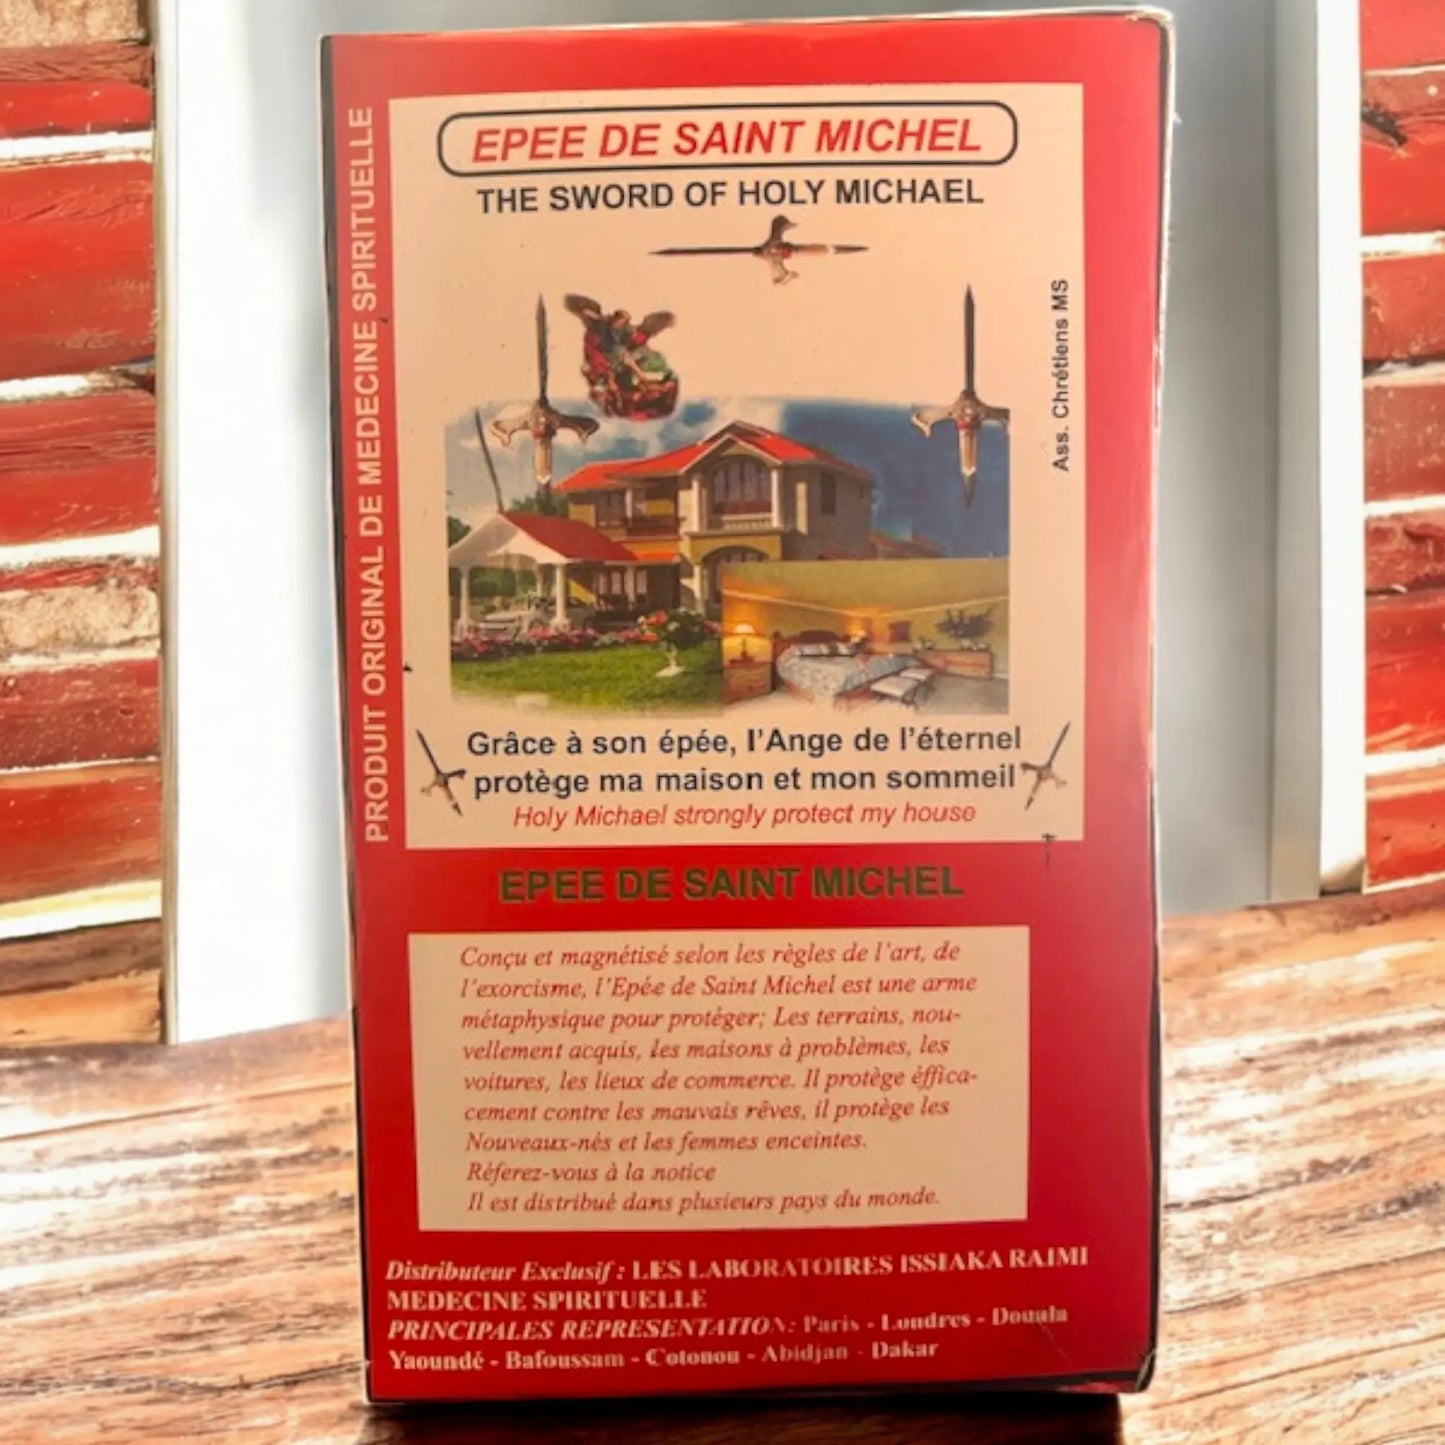 EPEE DE SAINT MICHEL
THE SWORD OF HOLY MICHAEL
PRODUIT ORIGINAL DE MEDECINE SPIRITUELLE
Ass. Chrétiens MS
Grâce à son épée, l'Ange de l'éternel
protège ma maison et mon sommeil
Holy Michael strongly protect my house
EPEE DE SAINT MICHEL
Conçu et magnétisé selon les règles de l'art, de
l'exorcisme, l'Epée de Saint Michel est une arme
métaphysique pour protéger; Les terrains, nou-
vellement acquis, les maisons à problèmes, les
voitures, les lieux de commerce. Il protège éffica-
cement contre les mauvais rêves, il protège les
Nouveaux-nés et les femmes enceintes.
Réferez-vous à la notice
Il est distribué dans plusieurs pays du monde.
Distributeur Exclusif : LES LABORATOIRES ISSIAKA RAIMI
MEDECINE SPIRITUELLE
PRINCIPALES REPRESENTATION: Paris - Londres - Douala
Yaoundé - Bafoussam - Cotonou - Abidjan - Dakar